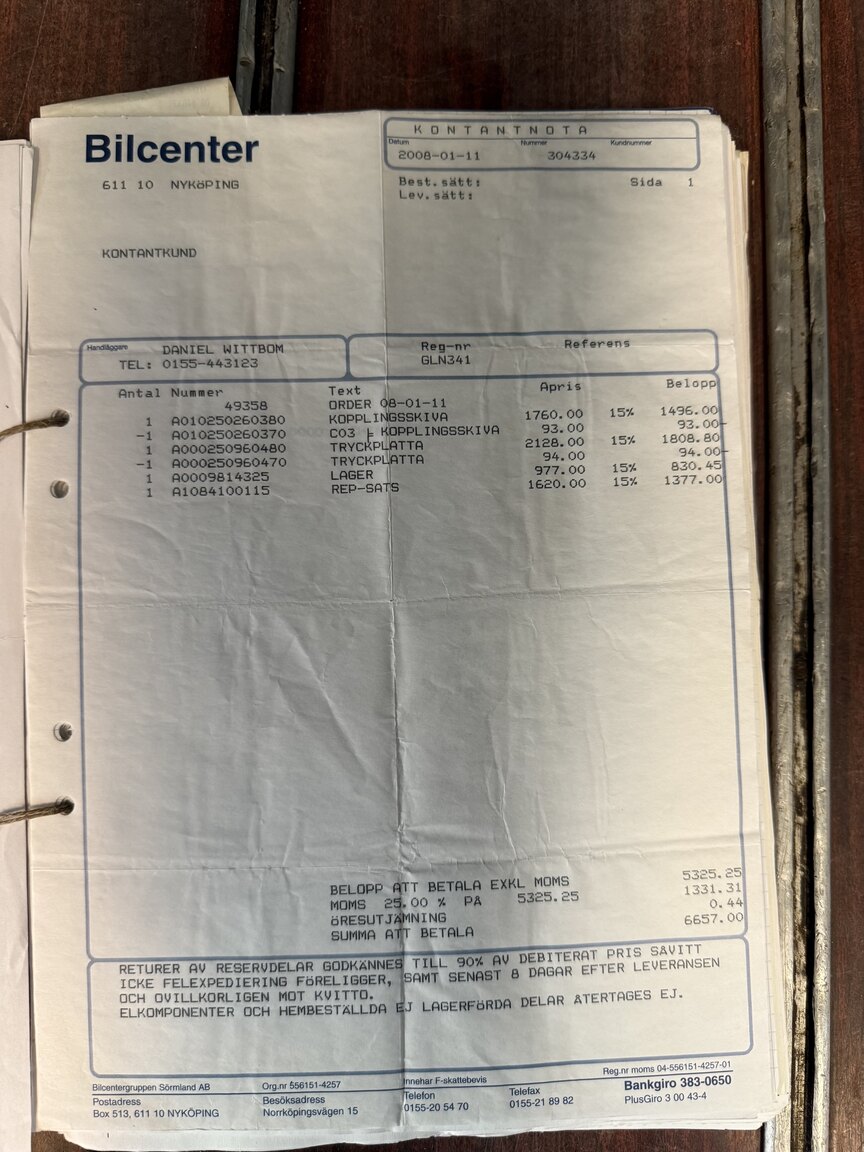 Bilcenter
611 10 NYKöPING
KONTANTNOTA
Datum Nummer Kundnummer
2008-01-11 304334
Best.sätt: Sida 1
Lev.sätt:
KONTANTKUND
Handläggare DANIEL WITTBOM
TEL: 0155-443123
Reg-nr Referens
GLN341
Antal Nummer Text Apris Belopp
49358 ORDER 08-01-11
1 A010250260380 KOPPLINGSSKIVA 1760.00 15% 1496.00
-1 A010250260370 C03 KOPPLINGSSKIVA 93.00 93.00-
1 A000250960480 TRYCKPLATTA 2128.00 15% 1808.80
-1 A000250960470 TRYCKPLATTA 94.00 94.00-
1 A0009814325 LAGER 977.00 15% 830.45
1 A1084100115 REP-SATS 1620.00 15% 1377.00
BELOPP ATT BETALA EXKL MOMS 5325.25
MOMS 25.00 % PÅ 5325.25 1331.31
öRESUTJÄMNING 0.44
SUMMA ATT BETALA 6657.00
RETURER AV RESERVDELAR GODKÄNNES TILL 90% AV DEBITERAT PRIS SÅVITT
ICKE FELEXPEDIERING FöRELIGGER, SAMT SENAST 8 DAGAR EFTER LEVERANSEN
OCH OVILLKORLIGEN MOT KVITTO.
ELKOMPONENTER OCH HEMBESTÄLLDA EJ LAGERFöRDA DELAR ÅTERTAGES EJ.
Bilcentergruppen Sörmland AB Org.nr 556151-4257 Innehar F-skattebevis Reg.nr moms 04-556151-4257-01
Postadress Besöksadress Telefon Telefax Bankgiro 383-0650
Box 513, 611 10 NYKÖPING Norrköpingsvägen 15 0155-20 54 70 0155-21 89 82 PlusGiro 3 00 43-4